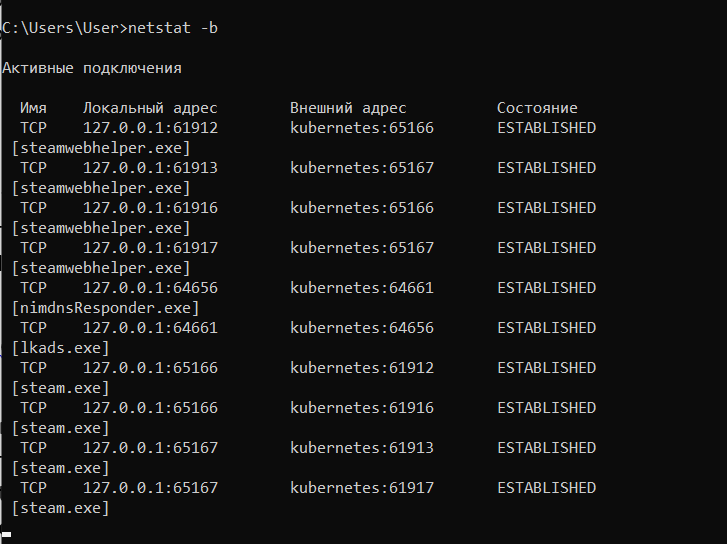 C:\Users\User>netstat -b
Активные подключения
Имя Локальный адрес Внешний адрес Состояние
TCP 127.0.0.1:61912 kubernetes:65166 ESTABLISHED
[steamwebhelper.exe]
TCP 127.0.0.1:61913 kubernetes:65167 ESTABLISHED
[steamwebhelper.exe]
TCP 127.0.0.1:61916 kubernetes:65166 ESTABLISHED
[steamwebhelper.exe]
TCP 127.0.0.1:61917 kubernetes:65167 ESTABLISHED
[steamwebhelper.exe]
TCP 127.0.0.1:64656 kubernetes:64661 ESTABLISHED
[nimdnsResponder.exe]
TCP 127.0.0.1:64661 kubernetes:64656 ESTABLISHED
[lkads.exe]
TCP 127.0.0.1:65166 kubernetes:61912 ESTABLISHED
[steam.exe]
TCP 127.0.0.1:65166 kubernetes:61916 ESTABLISHED
[steam.exe]
TCP 127.0.0.1:65167 kubernetes:61913 ESTABLISHED
[steam.exe]
TCP 127.0.0.1:65167 kubernetes:61917 ESTABLISHED
[steam.exe]